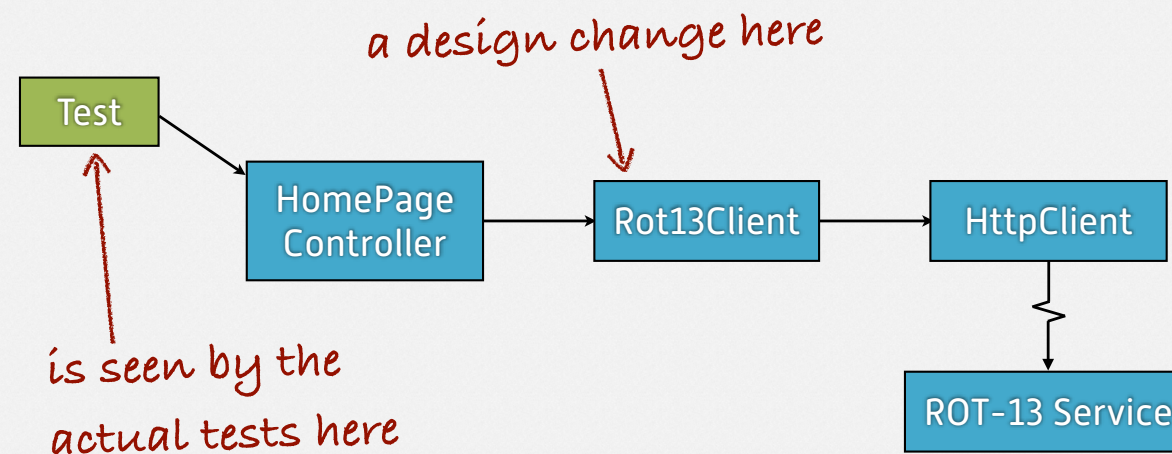 a design change here
Test
HomePage
Controller
Rot13Client
HttpClient
is seen by the
actual tests here
ROT-13 Service